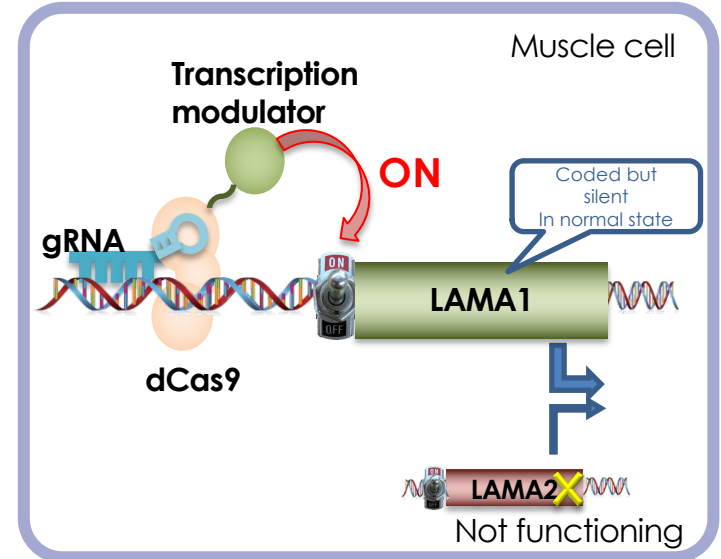 Muscle cell
Transcription
modulator
ON
Coded but
silent
In normal state
gRNA
ON
OFF
LAMA1
dCas9
ON
LAMA2
Not functioning